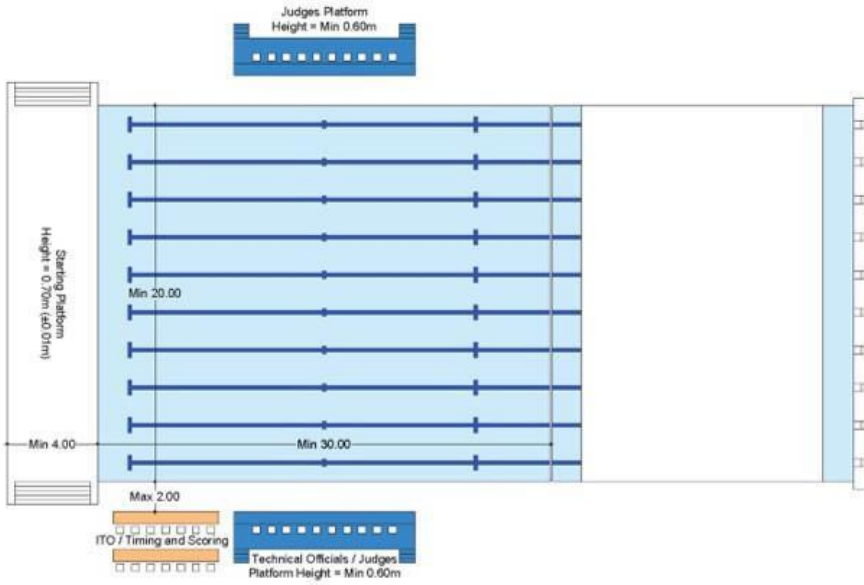 Judges Platform
Height = Min 0.60m
Starting Platform
Height = 0.70m (±0.01m)
Min 20.00
Min 4.00
Min 30.00
Max 2.00
ITO / Timing and Scoring
Technical Officials / Judges
Platform Height = Min 0.60m